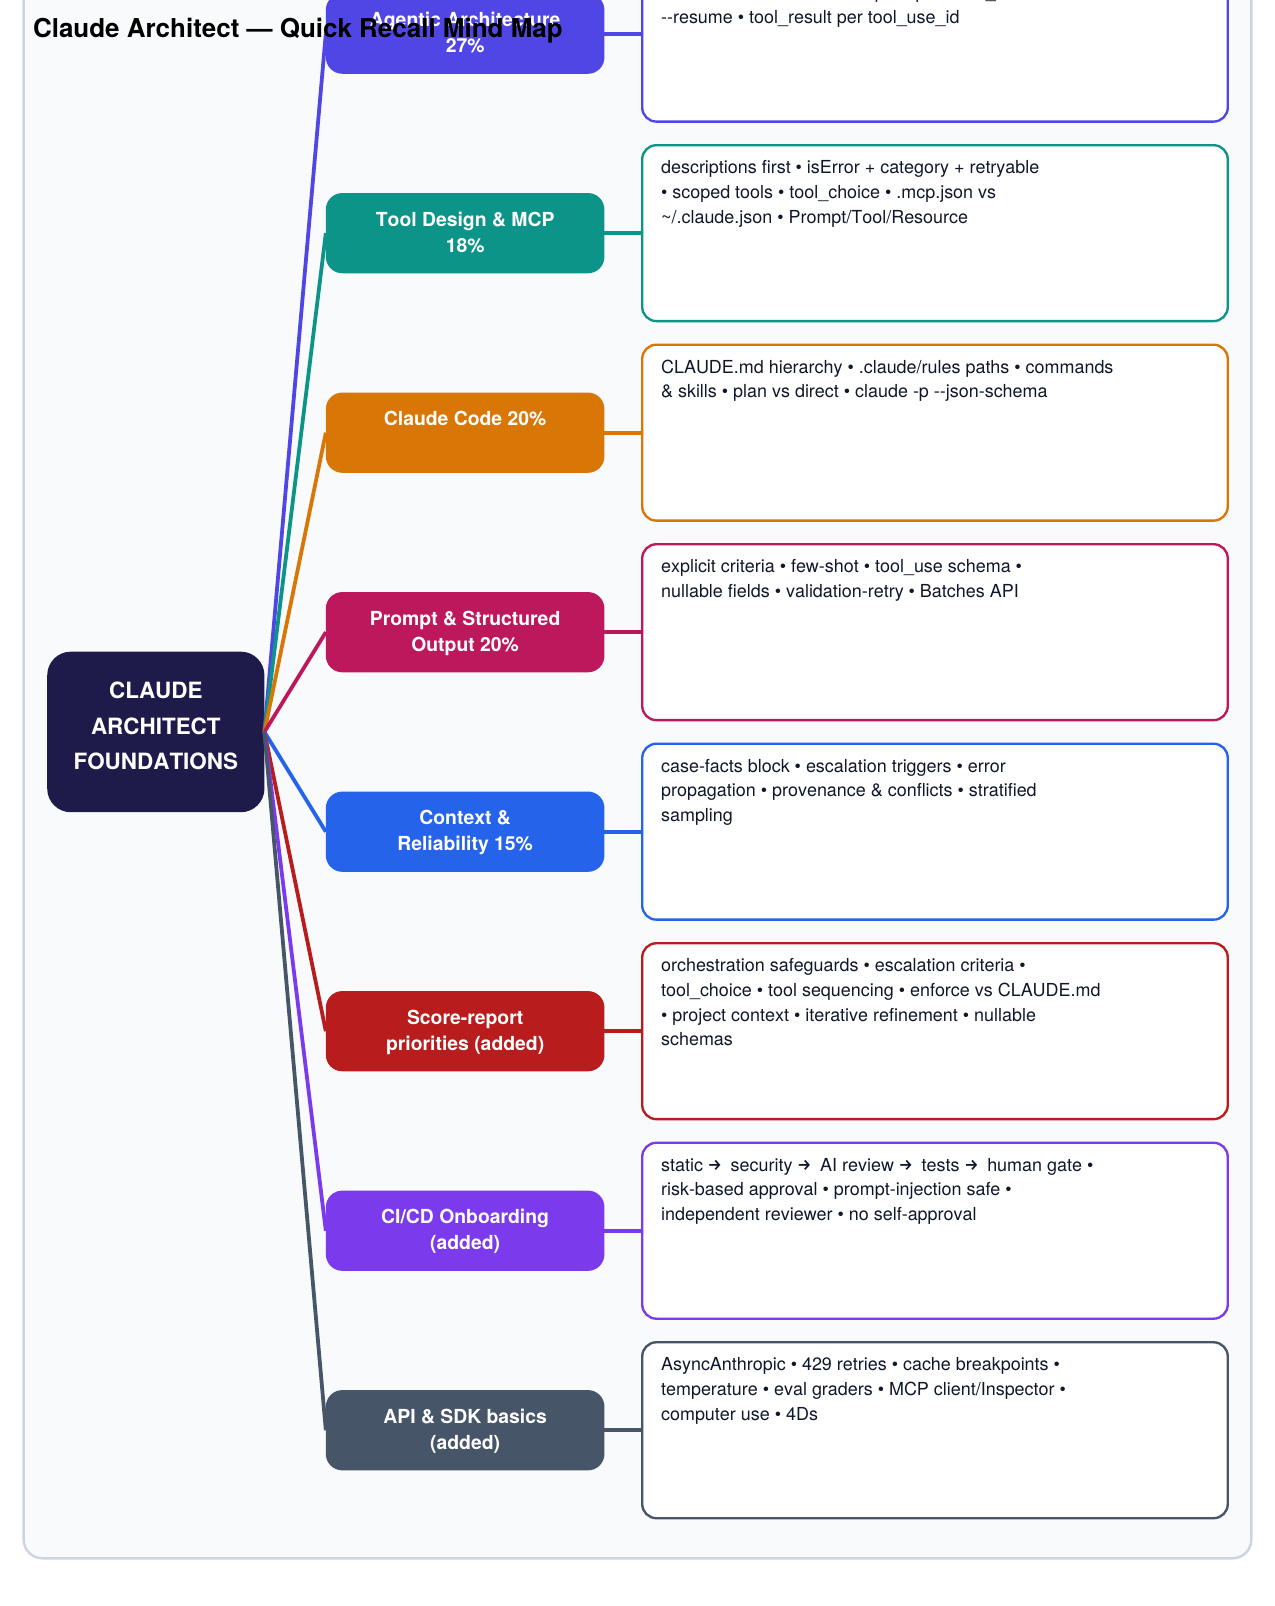 Claude Architect — Quick Recall Mind Map
Agentic Architecture
27%
--resume • tool_result per tool_use_id
Tool Design & MCP
18%
descriptions first • isError + category + retryable
• scoped tools • tool_choice • .mcp.json vs
~/.claude.json • Prompt/Tool/Resource
Claude Code 20%
CLAUDE.md hierarchy • .claude/rules paths • commands
& skills • plan vs direct • claude -p --json-schema
Prompt & Structured
Output 20%
explicit criteria • few-shot • tool_use schema •
nullable fields • validation-retry • Batches API
CLAUDE
ARCHITECT
FOUNDATIONS
Context &
Reliability 15%
case-facts block • escalation triggers • error
propagation • provenance & conflicts • stratified
sampling
Score-report
priorities (added)
orchestration safeguards • escalation criteria •
tool_choice • tool sequencing • enforce vs CLAUDE.md
• project context • iterative refinement • nullable
schemas
CI/CD Onboarding
(added)
static → security → AI review → tests → human gate •
risk-based approval • prompt-injection safe •
independent reviewer • no self-approval
API & SDK basics
(added)
AsyncAnthropic • 429 retries • cache breakpoints •
temperature • eval graders • MCP client/Inspector •
computer use • 4Ds